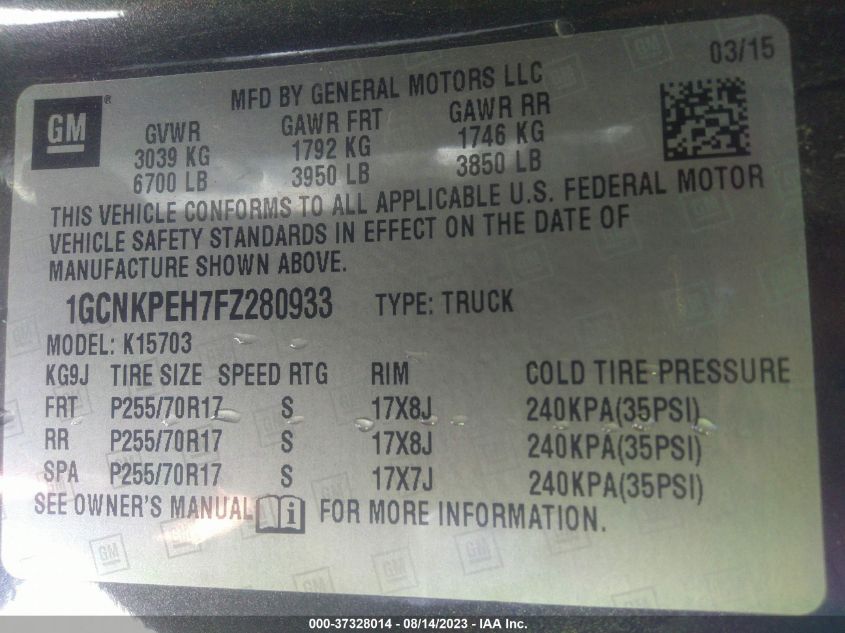 03/15
MFD BY GENERAL MOTORS LLC
GM®
GVWR GAWR FRT GAWR RR
3039 KG 1792 KG 1746 KG
6700 LB 3950 LB 3850 LB
THIS VEHICLE CONFORMS TO ALL APPLICABLE U.S. FEDERAL MOTOR
VEHICLE SAFETY STANDARDS IN EFFECT ON THE DATE OF
MANUFACTURE SHOWN ABOVE.
1GCNKPEH7FZ280933 TYPE: TRUCK
MODEL: K15703
KG9J TIRE SIZE SPEED RTG RIM COLD TIRE PRESSURE
FRT P255/70R17 S 17X8J 240KPA(35PSI)
RR P255/70R17 S 17X8J 240KPA(35PSI)
SPA P255/70R17 S 17X7J 240KPA(35PSI)
SEE OWNER'S MANUAL i FOR MORE INFORMATION.
000-37328014 - 08/14/2023 - IAA Inc.